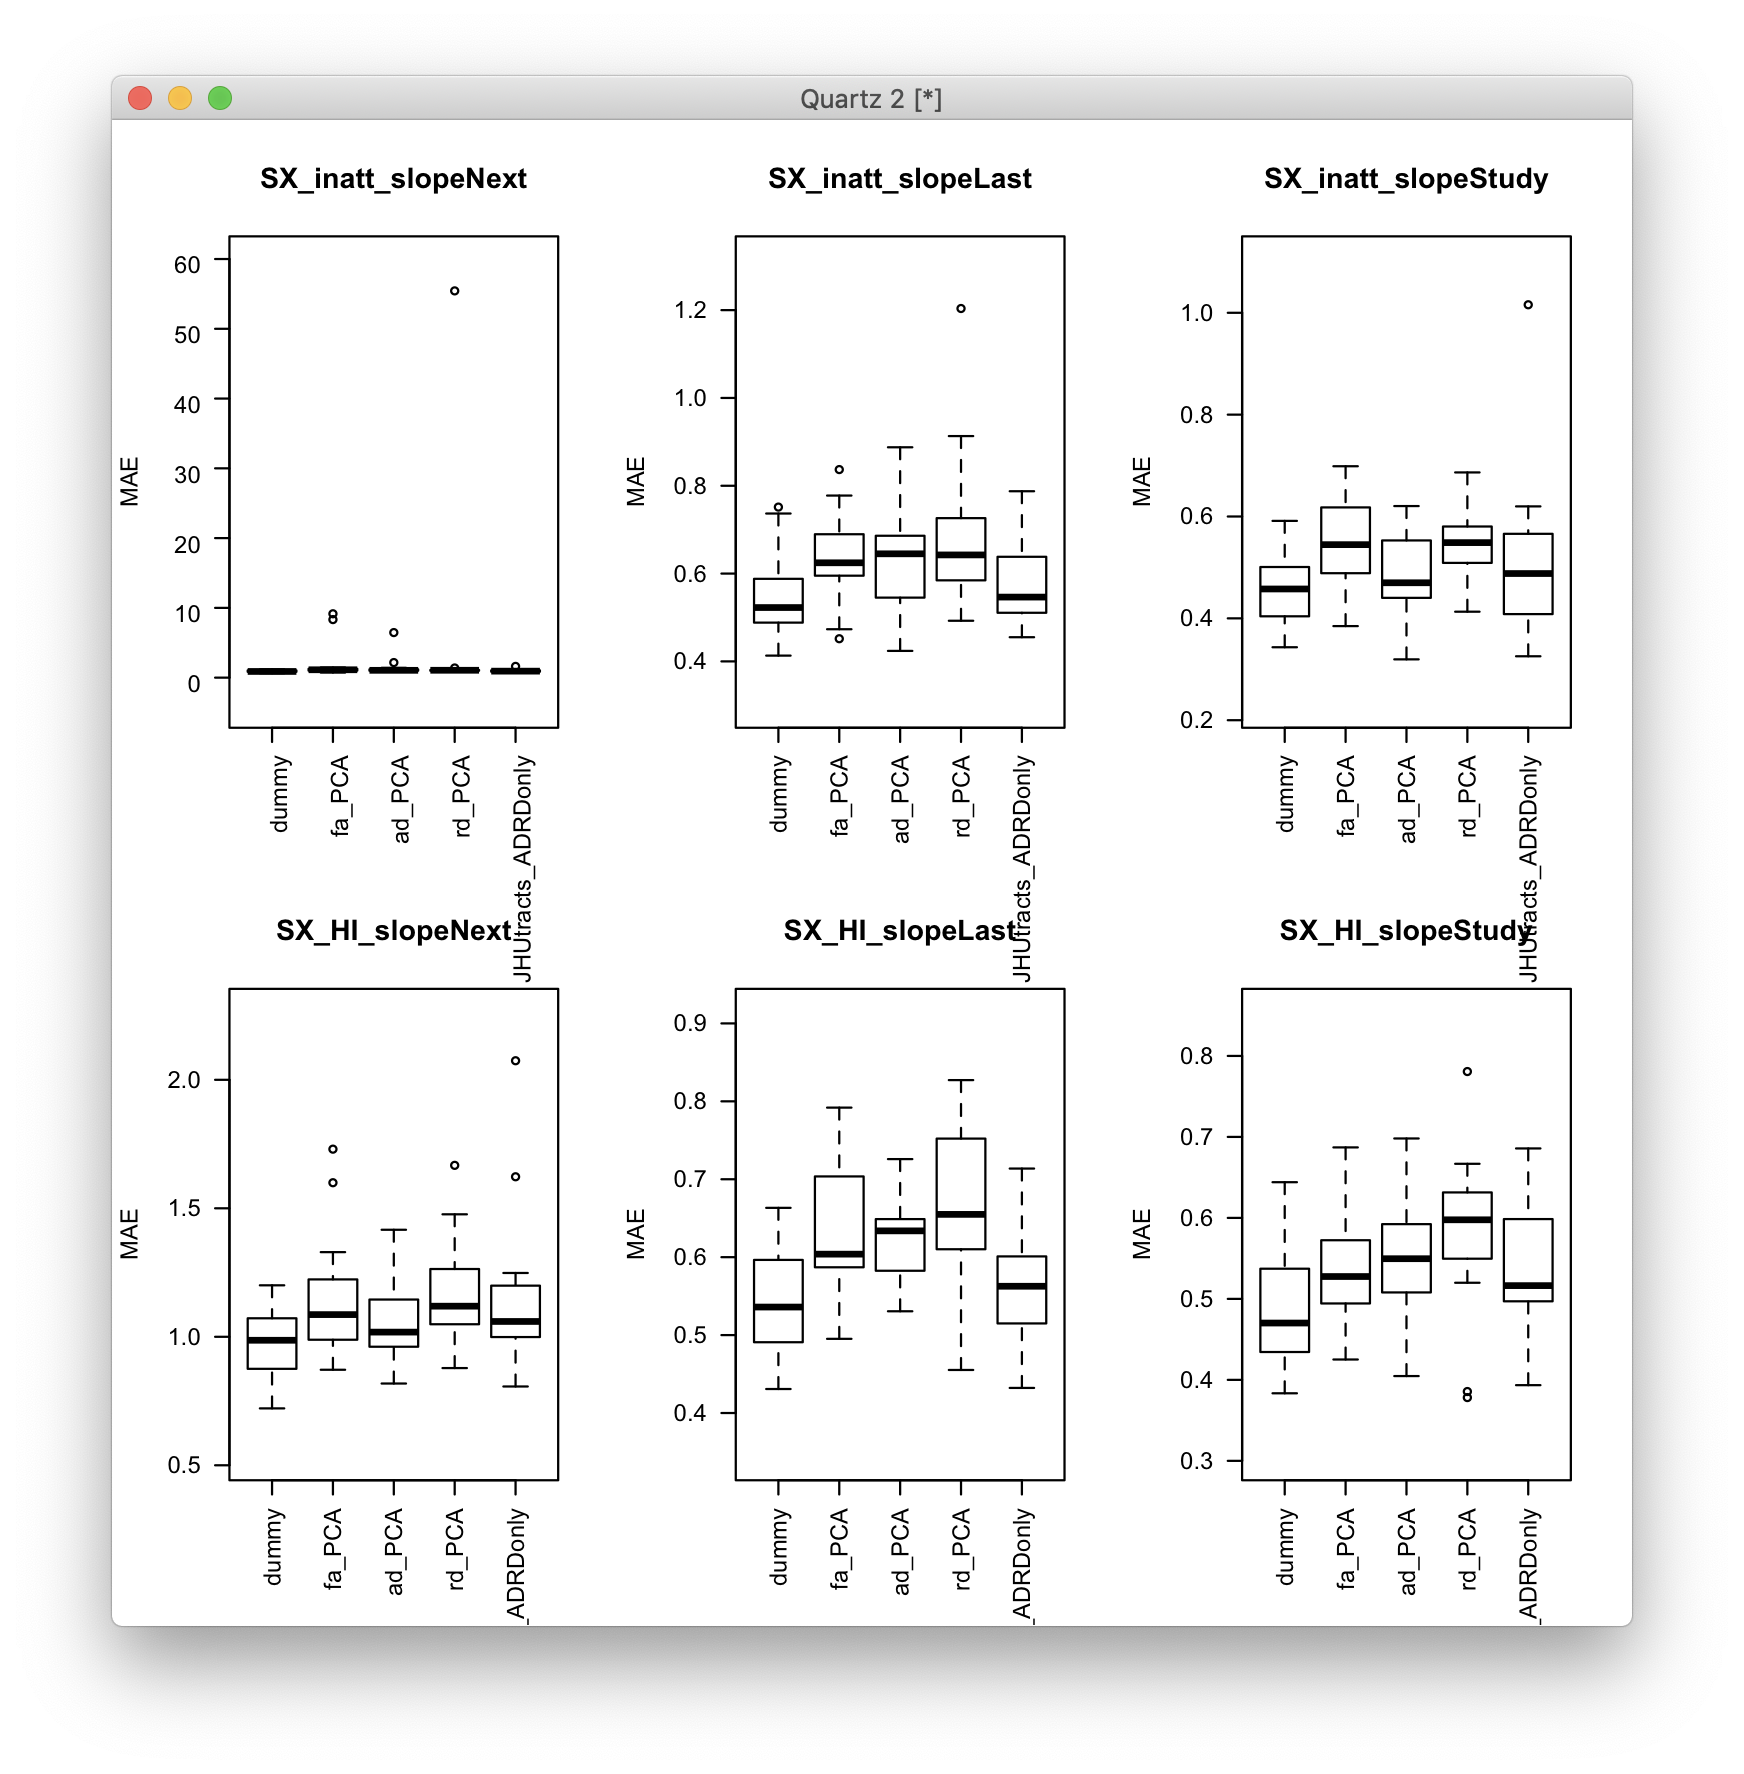 Quartz 2 [*]
SX_inatt_slopeNext
MAE
60
50
40
30
20
10
0
dummy
fa_PCA
ad_PCA
rd_PCA
JHUtracts_ADRDonly
SX_inatt_slopeLast
MAE
1.2
1.0
0.8
0.6
0.4
dummy
fa_PCA
ad_PCA
rd_PCA
JHUtracts_ADRDonly
SX_inatt_slopeStudy
MAE
1.0
0.8
0.6
0.4
0.2
dummy
fa_PCA
ad_PCA
rd_PCA
JHUtracts_ADRDonly
SX_HI_slopeNext
MAE
2.0
1.5
1.0
0.5
dummy
fa_PCA
ad_PCA
rd_PCA
_ADRDonly
SX_HI_slopeLast
MAE
0.9
0.8
0.7
0.6
0.5
0.4
dummy
fa_PCA
ad_PCA
rd_PCA
_ADRDonly
SX_HI_slopeStudy
MAE
0.8
0.7
0.6
0.5
0.4
0.3
dummy
fa_PCA
ad_PCA
rd_PCA
_ADRDonly